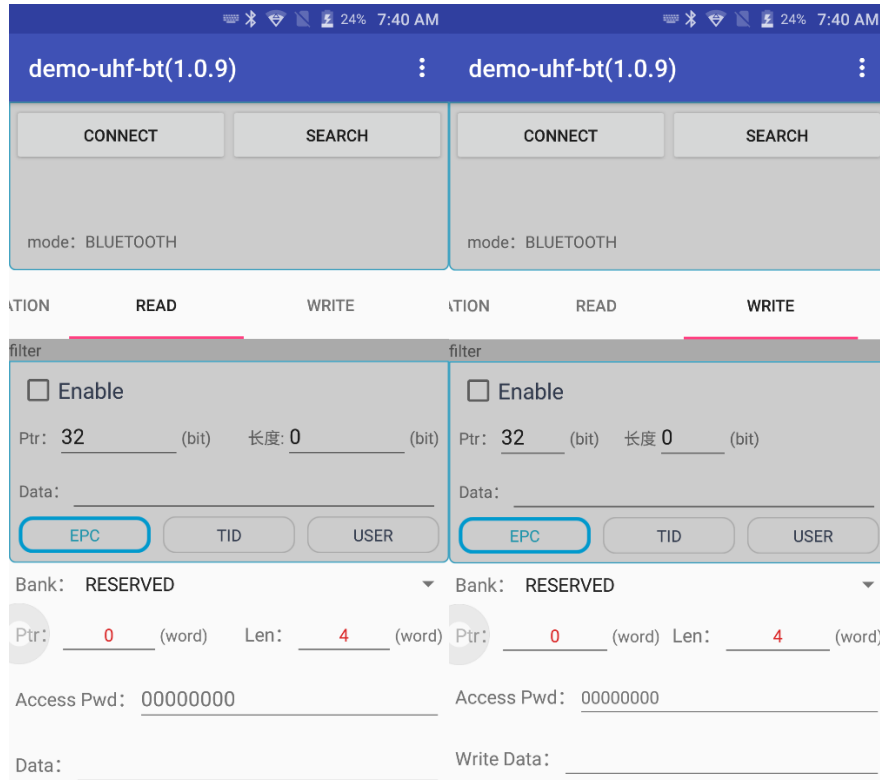 24% 7:40 AM
demo-uhf-bt(1.0.9)
CONNECT SEARCH
mode：BLUETOOTH
ATION READ WRITE
filter
Enable
Ptr：32 (bit) 长度: 0 (bit)
Data：
EPC TID USER
Bank： RESERVED
Ptr： 0 (word) Len： 4 (word)
Access Pwd： 00000000
Data：
24% 7:40 AM
demo-uhf-bt(1.0.9)
CONNECT SEARCH
mode：BLUETOOTH
ATION READ WRITE
filter
Enable
Ptr： 32 (bit) 长度 0 (bit)
Data：
EPC TID USER
Bank： RESERVED
Ptr： 0 (word) Len： 4 (word)
Access Pwd： 00000000
Write Data：